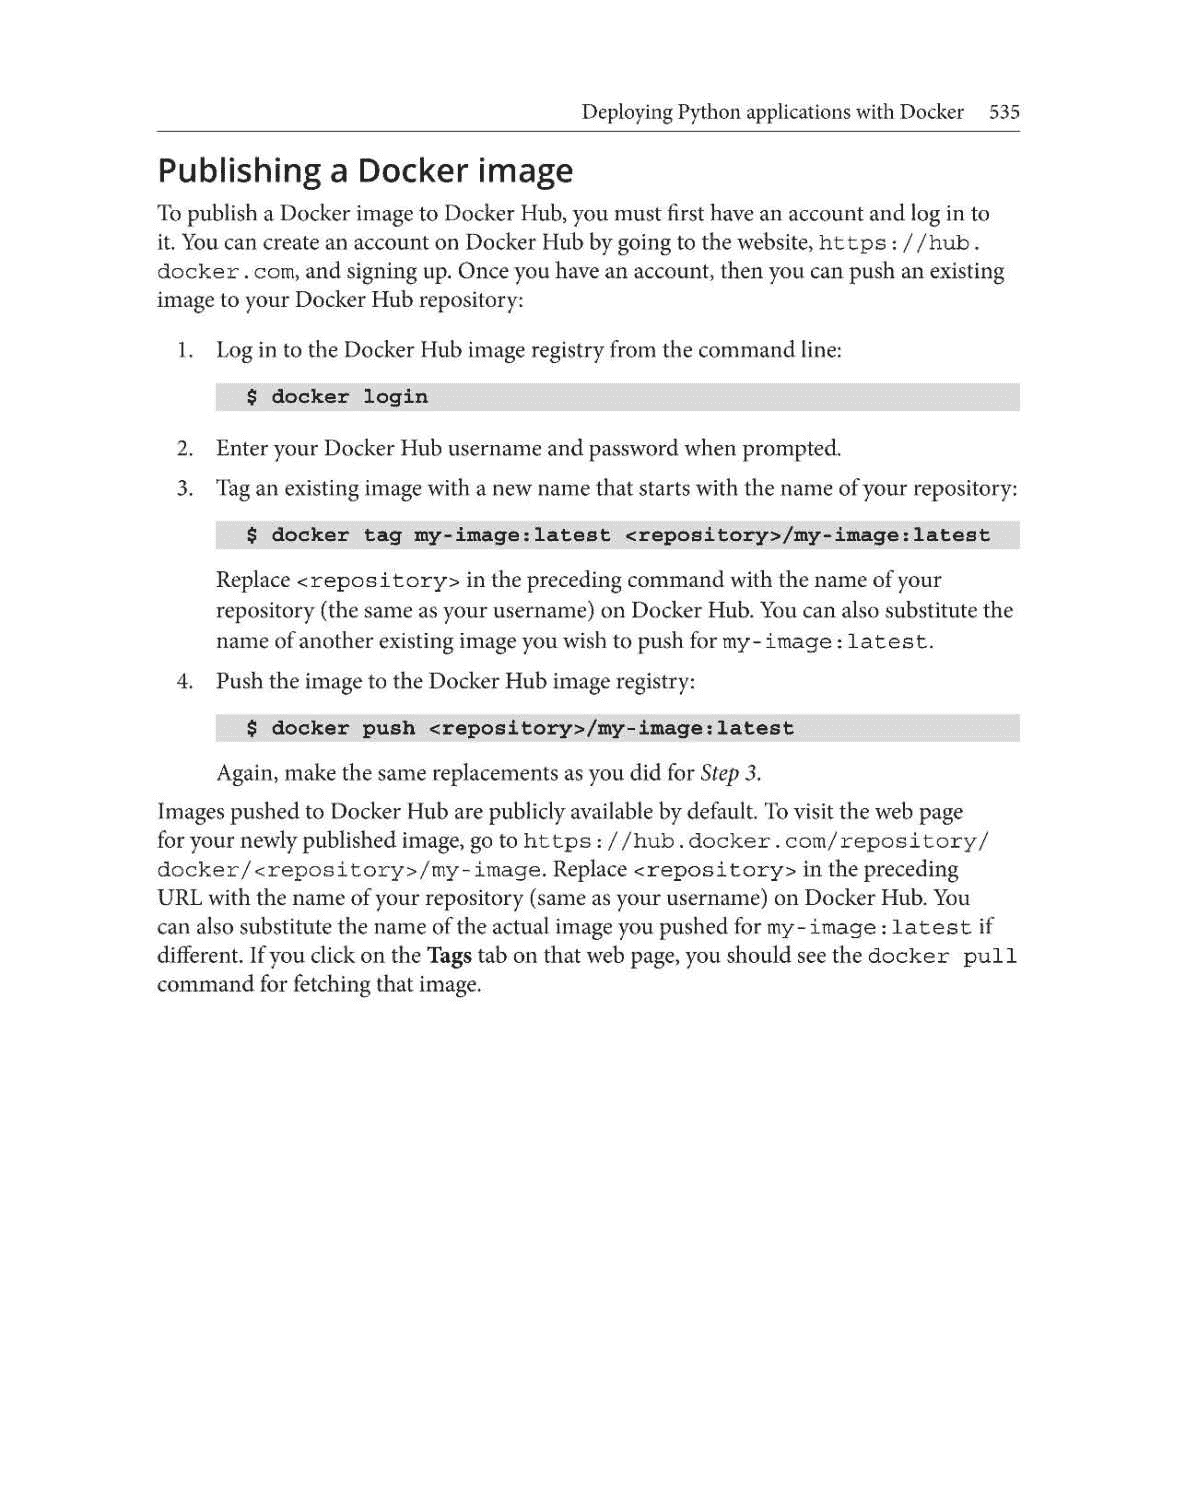 Deploying Python applications with Docker 535
Publishing a Docker image
To publish a Docker image to Docker Hub, you must first have an account and log in to
it. You can create an account on Docker Hub by going to the website, https://hub.
docker.com, and signing up. Once you have an account, then you can push an existing
image to your Docker Hub repository:
1. Log in to the Docker Hub image registry from the command line:
$ docker login
2. Enter your Docker Hub username and password when prompted.
3. Tag an existing image with a new name that starts with the name of your repository:
$ docker tag my-image:latest <repository>/my-image:latest
Replace <repository> in the preceding command with the name of your
repository (the same as your username) on Docker Hub. You can also substitute the
name of another existing image you wish to push for my-image:latest.
4. Push the image to the Docker Hub image registry:
$ docker push <repository>/my-image:latest
Again, make the same replacements as you did for Step 3.
Images pushed to Docker Hub are publicly available by default. To visit the web page
for your newly published image, go to https://hub.docker.com/repository/
docker/<repository>/my-image. Replace <repository> in the preceding
URL with the name of your repository (same as your username) on Docker Hub. You
can also substitute the name of the actual image you pushed for my-image:latest if
different. If you click on the Tags tab on that web page, you should see the docker pull
command for fetching that image.